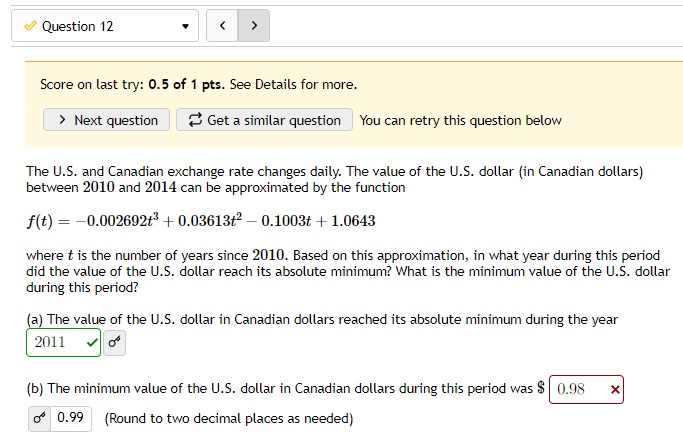 Question 12
Score on last try: 0.5 of 1 pts. See Details for more.
> Next question Get a similar question You can retry this question below
The U.S. and Canadian exchange rate changes daily. The value of the U.S. dollar (in Canadian dollars)
between 2010 and 2014 can be approximated by the function
f(t) = −0.002692t³ + 0.03613t² − 0.1003t + 1.0643
where t is the number of years since 2010. Based on this approximation, in what year during this period
did the value of the U.S. dollar reach its absolute minimum? What is the minimum value of the U.S. dollar
during this period?
(a) The value of the U.S. dollar in Canadian dollars reached its absolute minimum during the year
2011
(b) The minimum value of the U.S. dollar in Canadian dollars during this period was $ 0.98
0.99 (Round to two decimal places as needed)